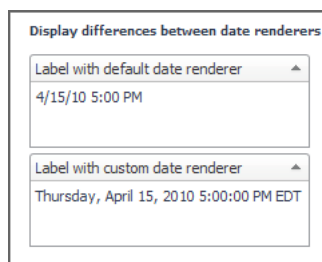 Display differences between date renderers
Label with default date renderer
4/15/10 5:00 PM
Label with custom date renderer
Thursday, April 15, 2010 5:00:00 PM EDT